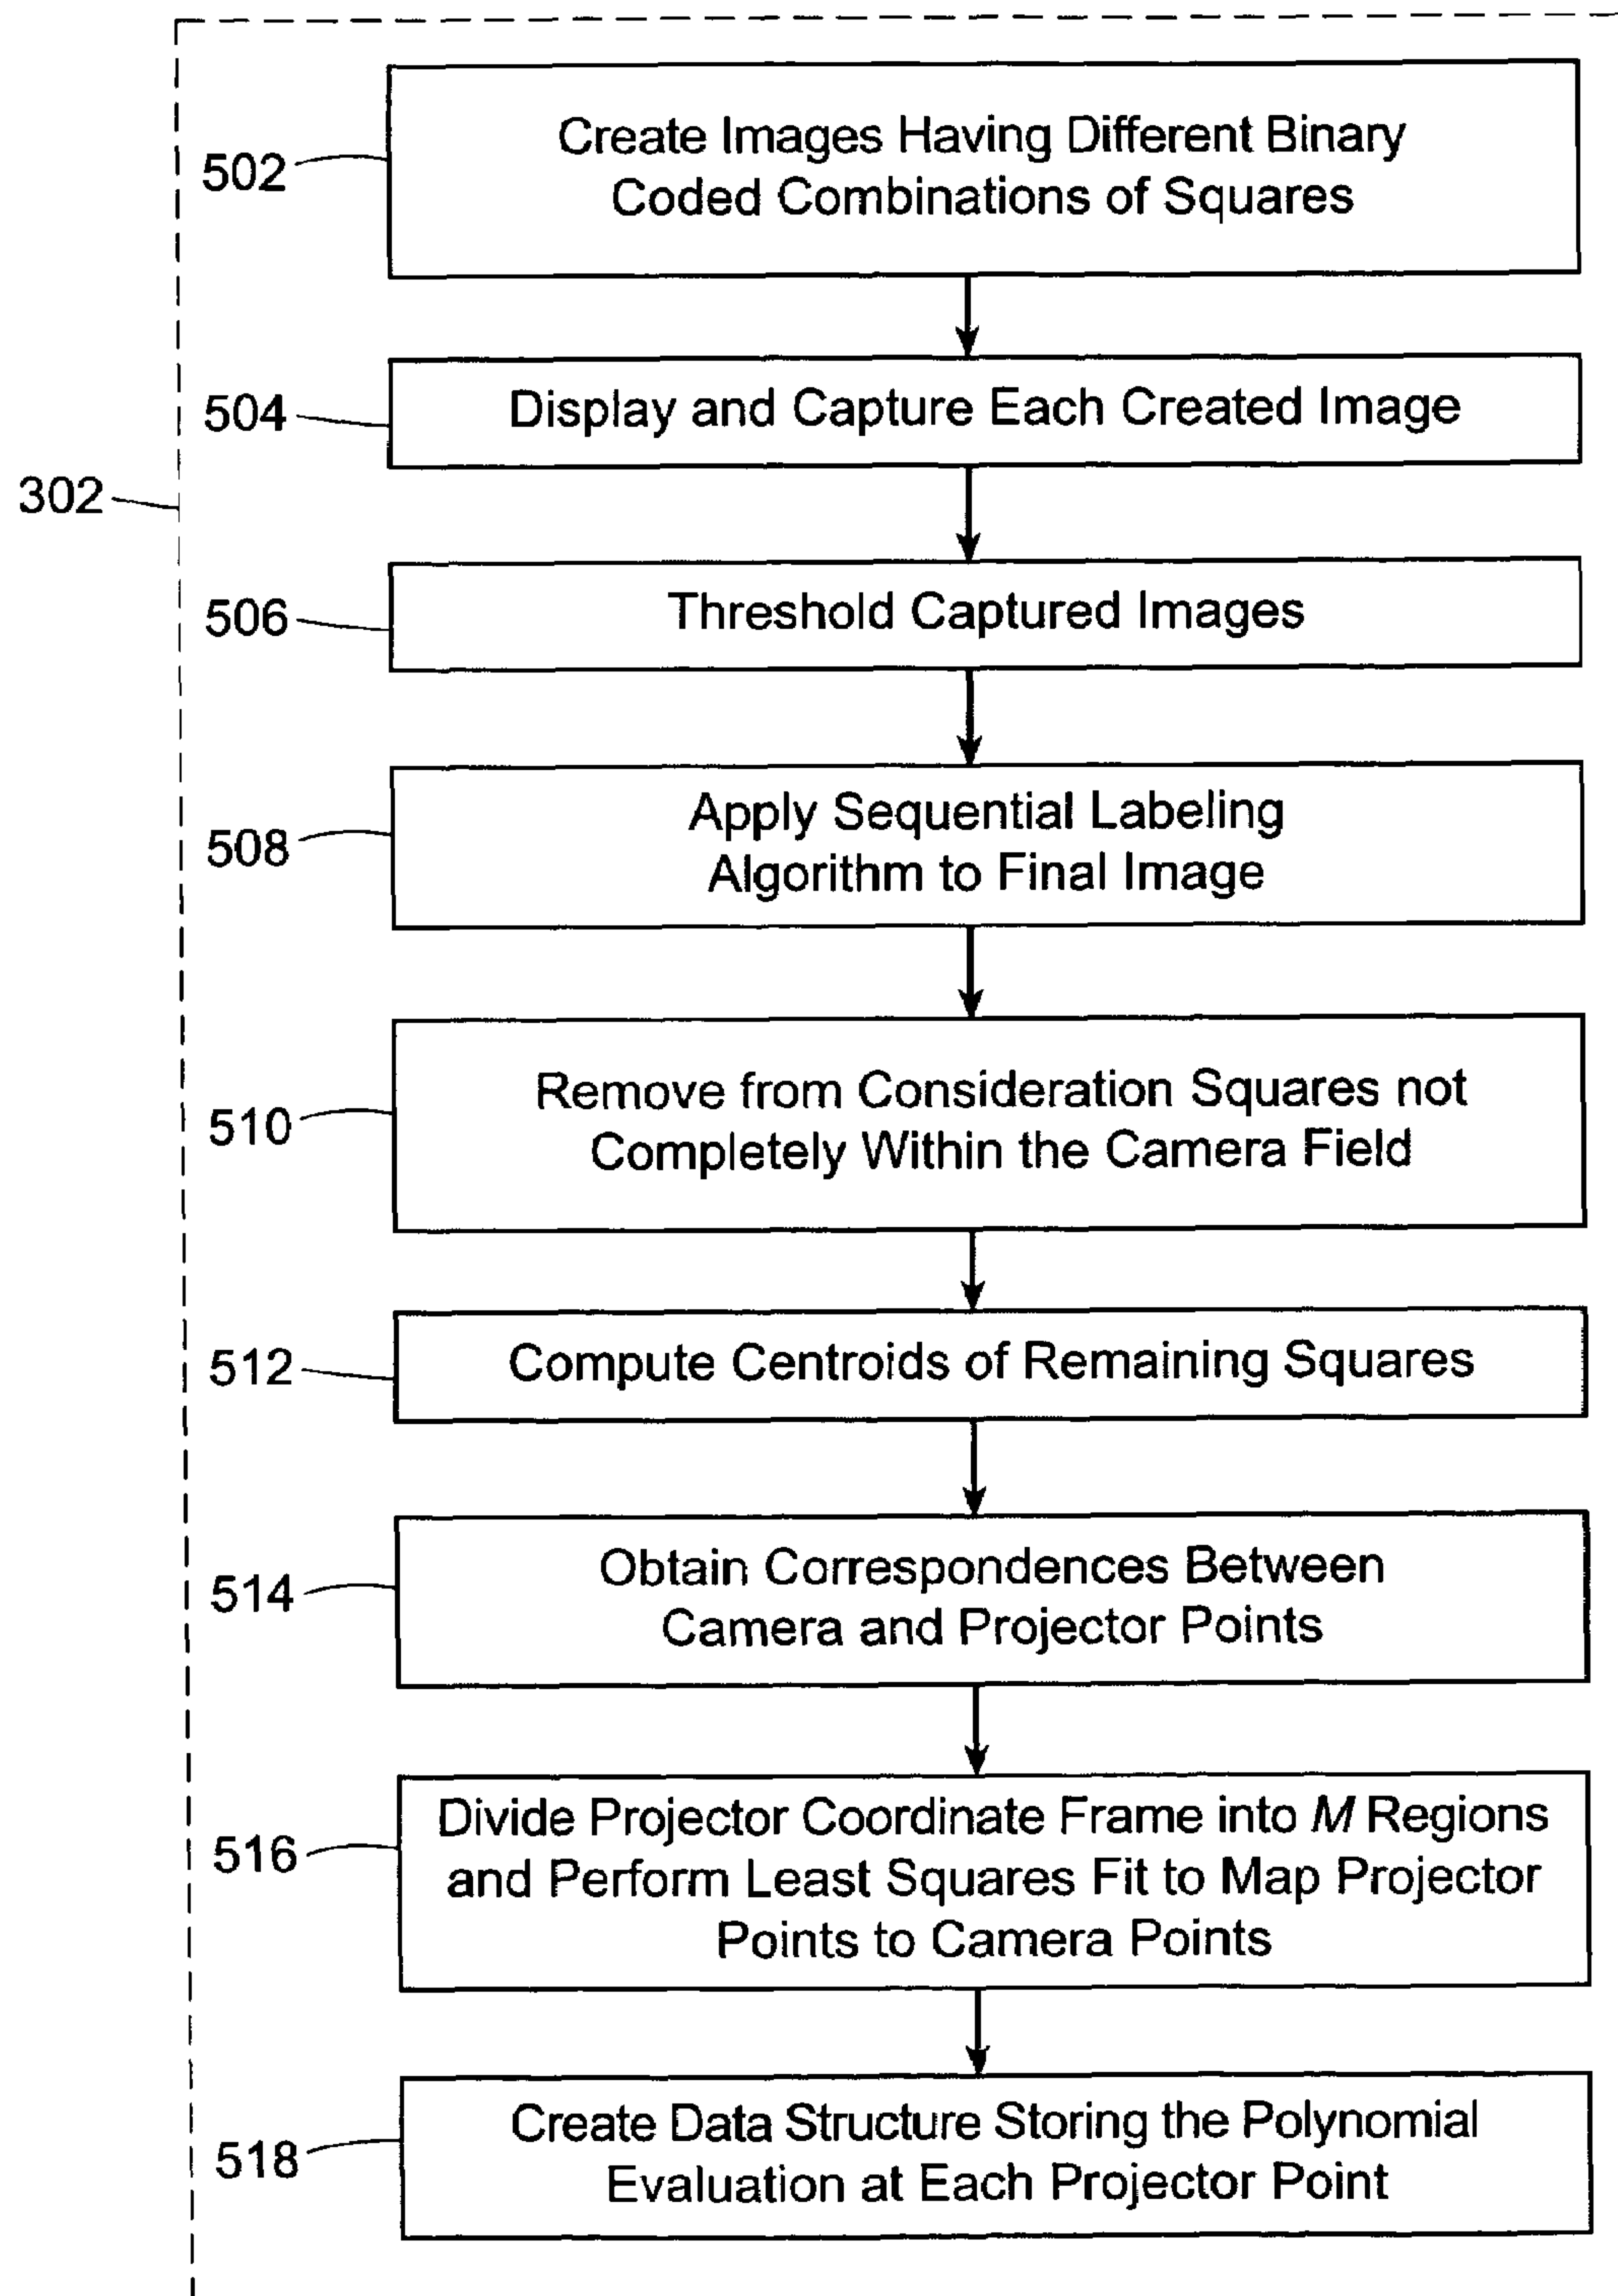 502
Create Images Having Different Binary
Coded Combinations of Squares
504
Display and Capture Each Created Image
302
506
Threshold Captured Images
508
Apply Sequential Labeling
Algorithm to Final Image
510
Remove from Consideration Squares not
Completely Within the Camera Field
512
Compute Centroids of Remaining Squares
514
Obtain Correspondences Between
Camera and Projector Points
516
Divide Projector Coordinate Frame into M Regions
and Perform Least Squares Fit to Map Projector
Points to Camera Points
518
Create Data Structure Storing the Polynomial
Evaluation at Each Projector Point